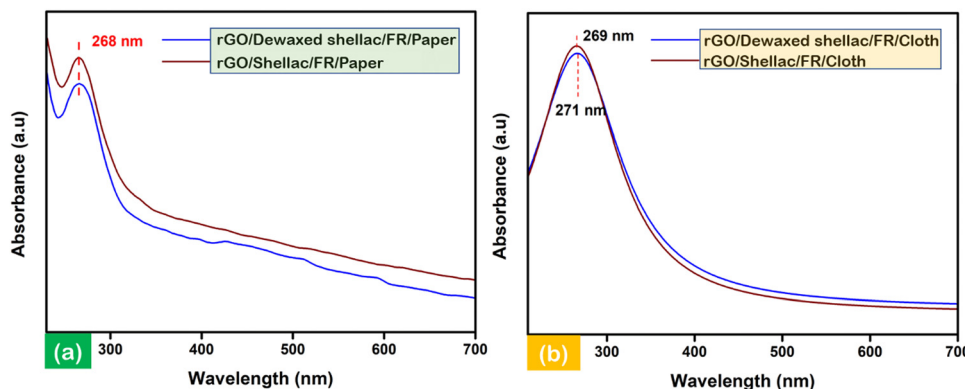 268 nm
rGO/Dewaxed shellac/FR/Paper
rGO/Shellac/FR/Paper
Absorbance (a.u)
(a)
300 400 500 600 700
Wavelength (nm)
269 nm
rGO/Dewaxed shellac/FR/Cloth
rGO/Shellac/FR/Cloth
271 nm
Absorbance (a.u)
(b)
300 400 500 600 700
Wavelength (nm)